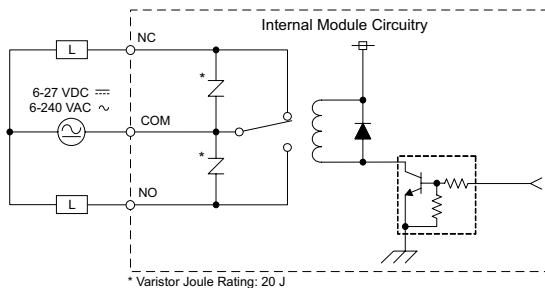 Internal Module Circuitry
NC
L
*
6-27 VDC ⎓
6-240 VAC ∿
COM
*
NO
L
* Varistor Joule Rating: 20 J